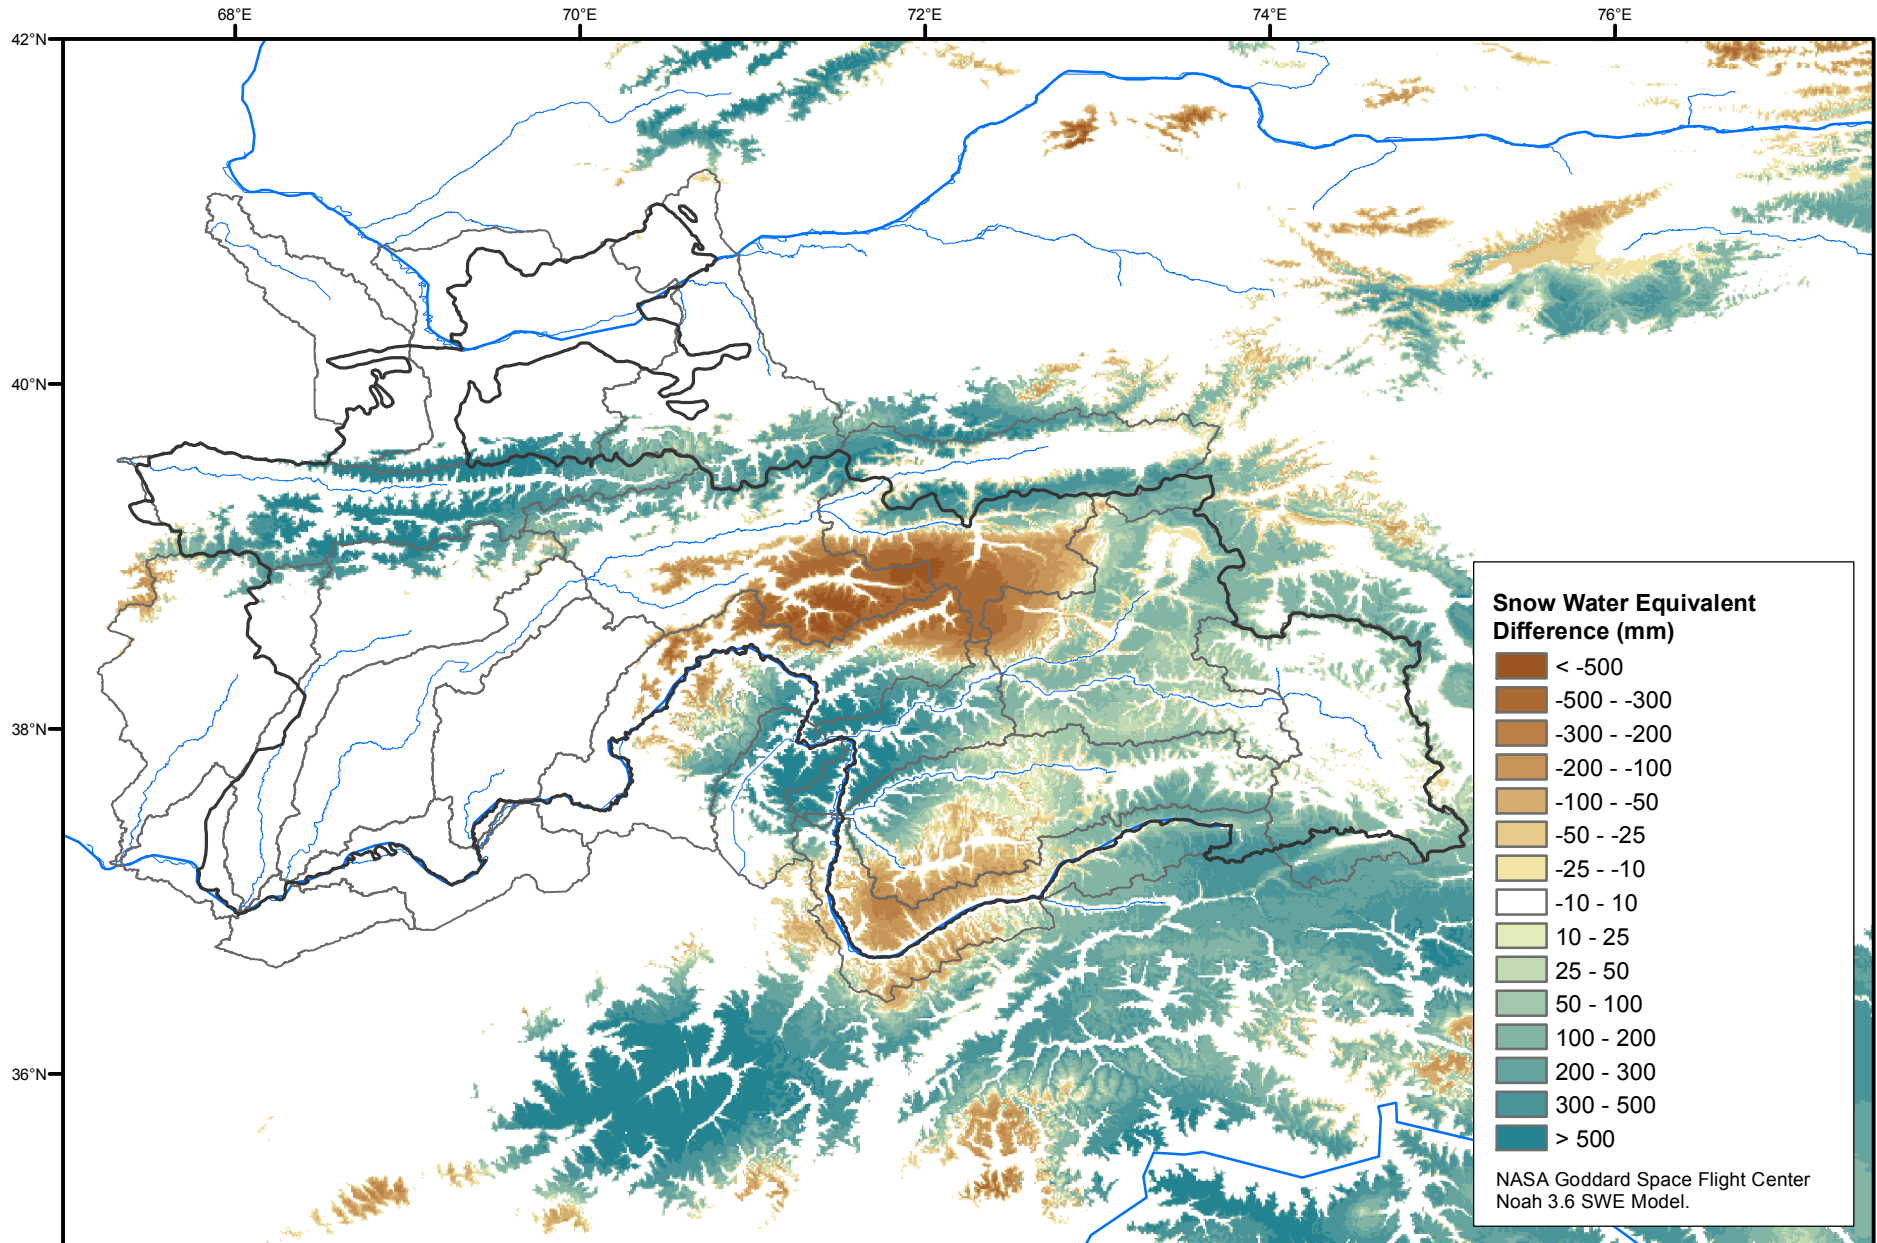 68°E 70°E 72°E 74°E 76°E
42°N
40°N
38°N
36°N
Snow Water Equivalent
Difference (mm)
< -500
-500 - -300
-300 - -200
-200 - -100
-100 - -50
-50 - -25
-25 - -10
-10 - 10
10 - 25
25 - 50
50 - 100
100 - 200
200 - 300
300 - 500
> 500
NASA Goddard Space Flight Center
Noah 3.6 SWE Model.